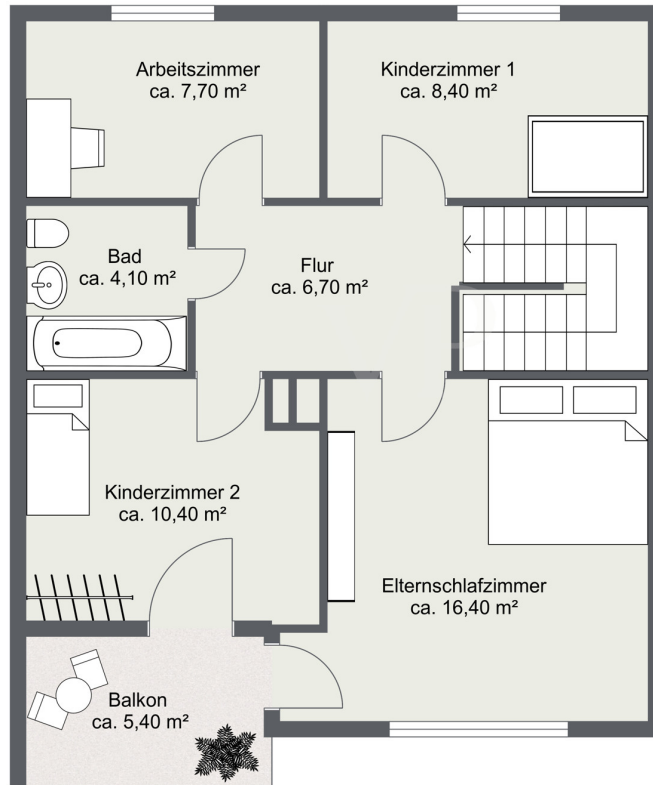 Arbeitszimmer
ca. 7,70 m²
Kinderzimmer 1
ca. 8,40 m²
Bad
ca. 4,10 m²
Flur
ca. 6,70 m²
Kinderzimmer 2
ca. 10,40 m²
Elternschlafzimmer
ca. 16,40 m²
Balkon
ca. 5,40 m²